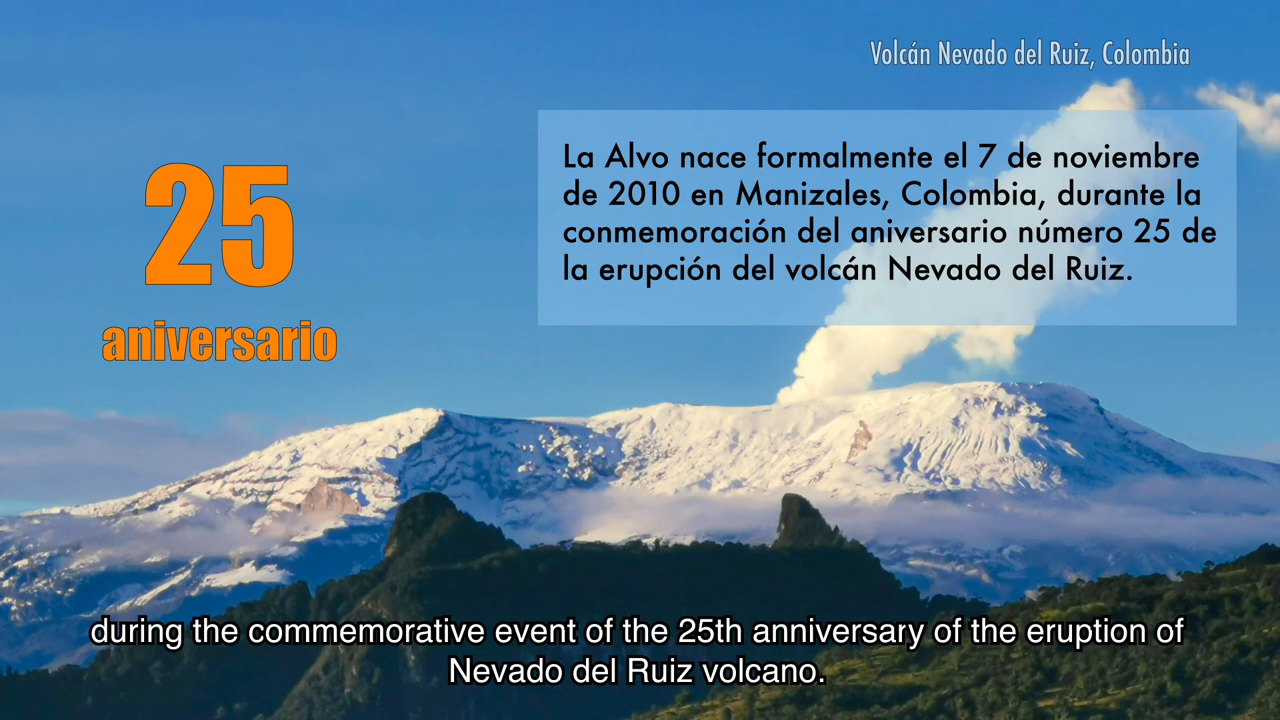 Volcán Nevado del Ruiz, Colombia
25
aniversario
La Alvo nace formalmente el 7 de noviembre
de 2010 en Manizales, Colombia, durante la
conmemoración del aniversario número 25 de
la erupción del volcán Nevado del Ruiz.
during the commemorative event of the 25th anniversary of the eruption of
Nevado del Ruiz volcano.